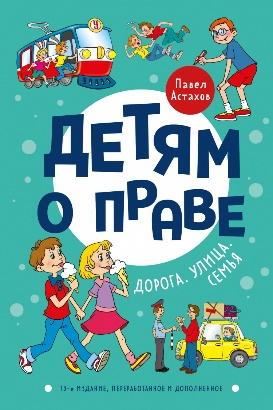 Ч
Павел
Астахов
ДЕТЯМ
О ПРАВЕ
ДОРОГА. УЛИЦА.
СЕМЬЯ
13-е ИЗДАНИЕ, ПЕРЕРАБОТАННОЕ И ДОПОЛНЕННОЕ